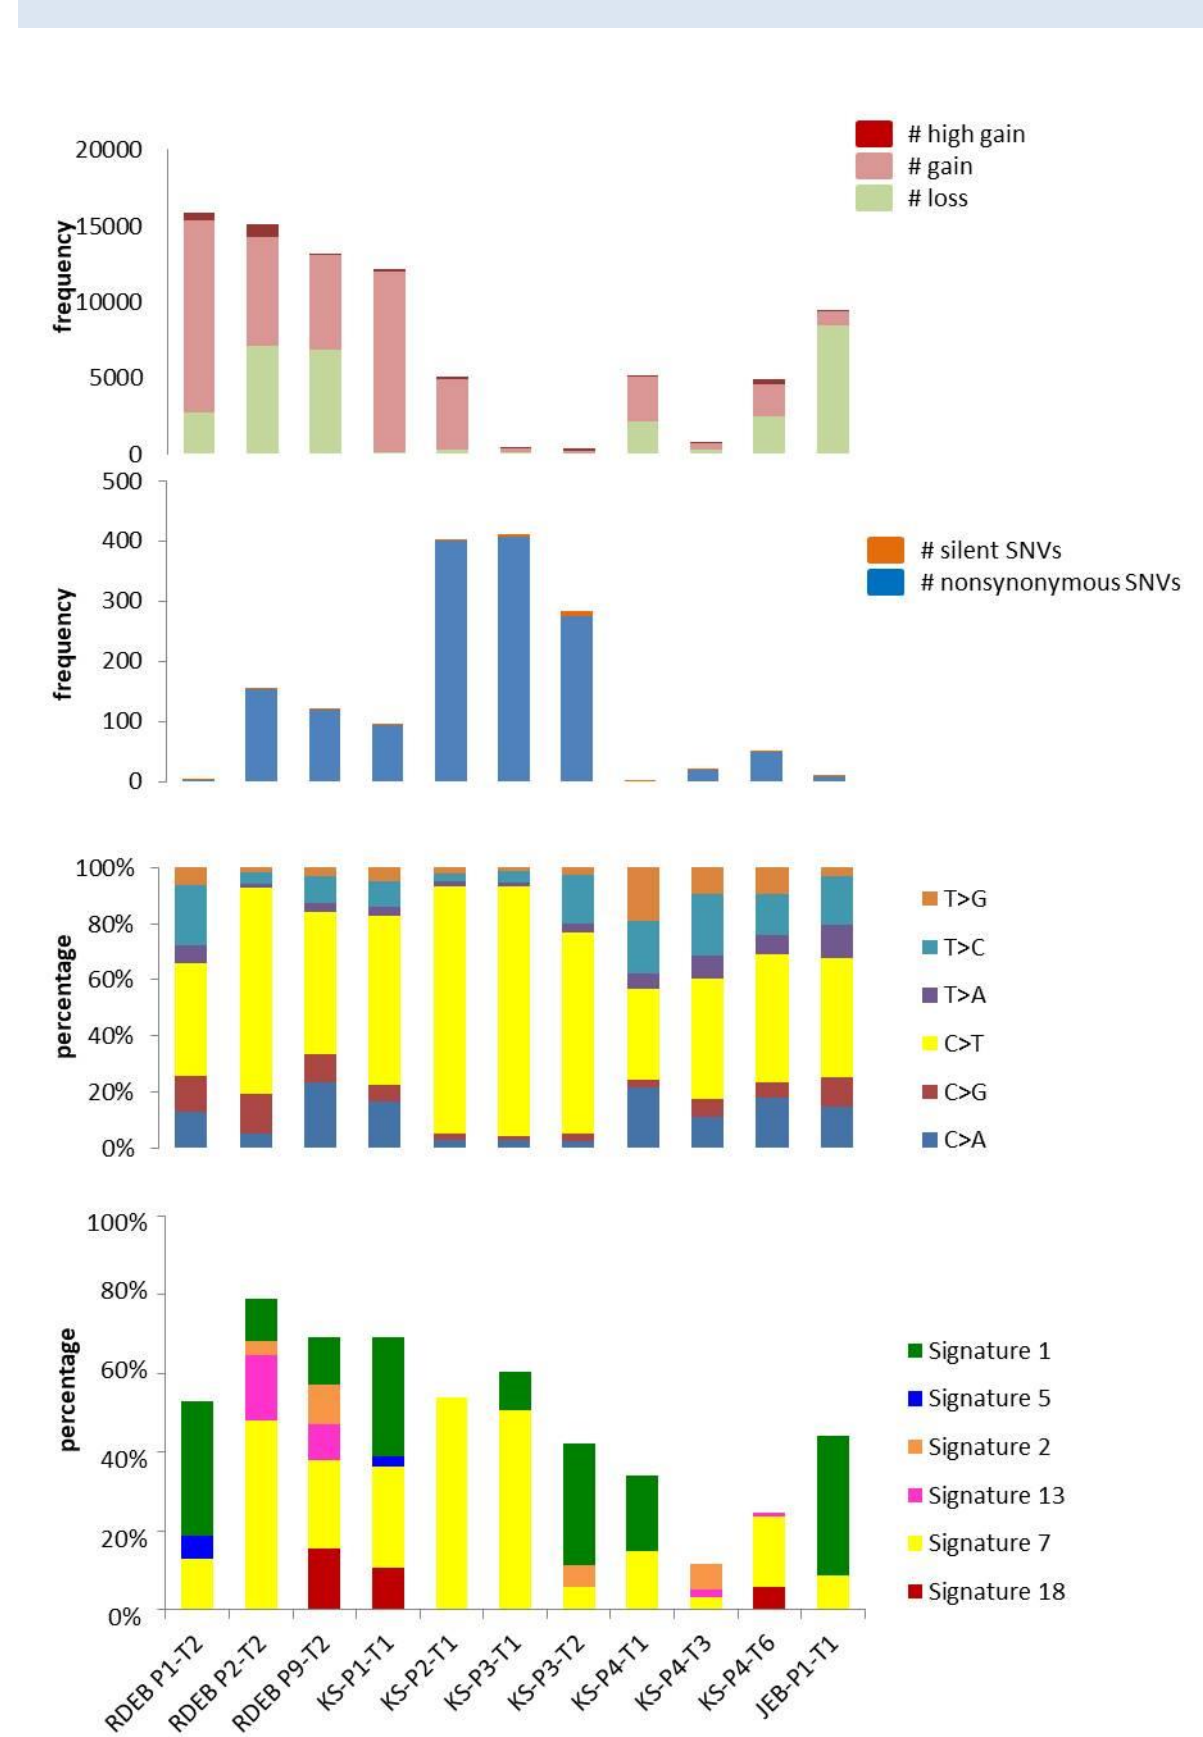 # high gain
# gain
# loss
20000
15000
10000
5000
0
frequency
# silent SNVs
# nonsynonymous SNVs
500
400
300
200
100
0
frequency
100%
80%
60%
40%
20%
0%
percentage
T>G
T>C
T>A
C>T
C>G
C>A
100%
80%
60%
40%
20%
0%
percentage
Signature 1
Signature 5
Signature 2
Signature 13
Signature 7
Signature 18
RDEB P1-T2
RDEB P2-T2
RDEB P9-T2
KS-P1-T1
KS-P2-T1
KS-P3-T1
KS-P3-T2
KS-P4-T1
KS-P4-T3
KS-P4-T6
JEB-P1-T1